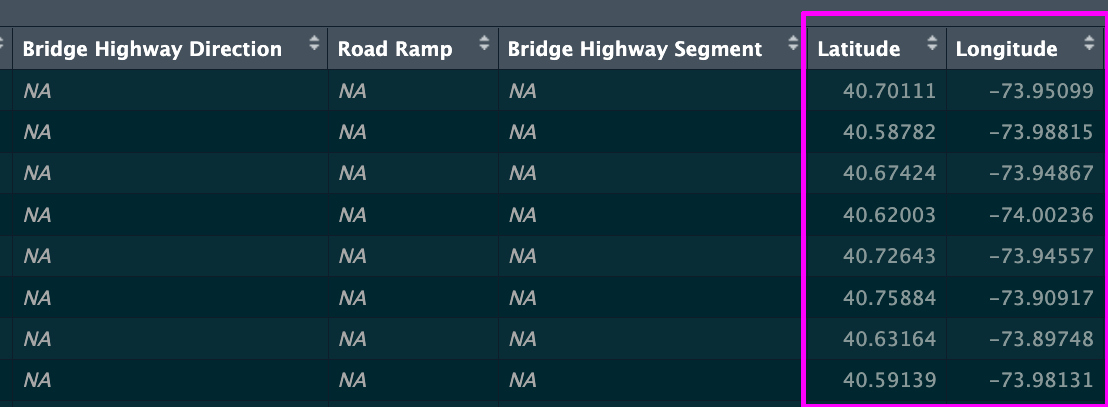 Bridge Highway Direction Road Ramp Bridge Highway Segment Latitude Longitude
NA NA NA 40.70111 -73.95099
NA NA NA 40.58782 -73.98815
NA NA NA 40.67424 -73.94867
NA NA NA 40.62003 -74.00236
NA NA NA 40.72643 -73.94557
NA NA NA 40.75884 -73.90917
NA NA NA 40.63164 -73.89748
NA NA NA 40.59139 -73.98131